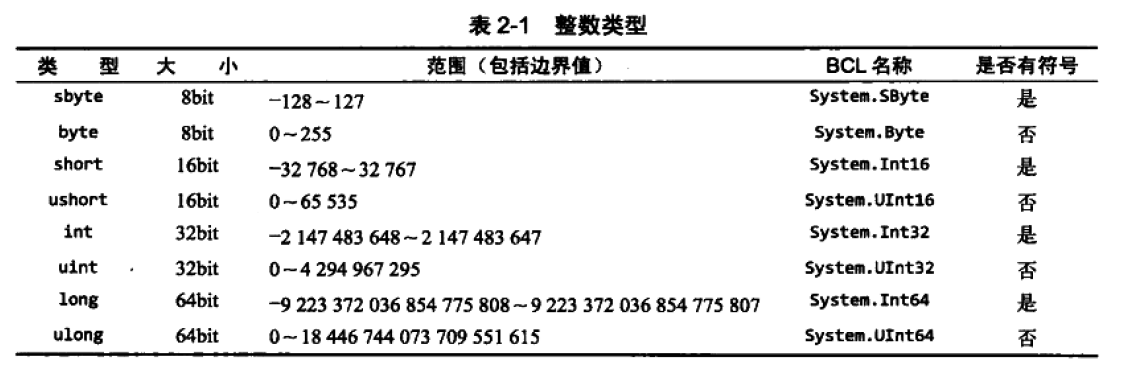 表 2-1 整数类型
类 型 大 小 范围（包括边界值） BCL 名称 是否有符号
sbyte 8bit −128～127 System.SByte 是
byte 8bit 0～255 System.Byte 否
short 16bit −32 768～32 767 System.Int16 是
ushort 16bit 0～65 535 System.UInt16 否
int 32bit −2 147 483 648～2 147 483 647 System.Int32 是
uint 32bit 0～4 294 967 295 System.UInt32 否
long 64bit −9 223 372 036 854 775 808～9 223 372 036 854 775 807 System.Int64 是
ulong 64bit 0～18 446 744 073 709 551 615 System.UInt64 否